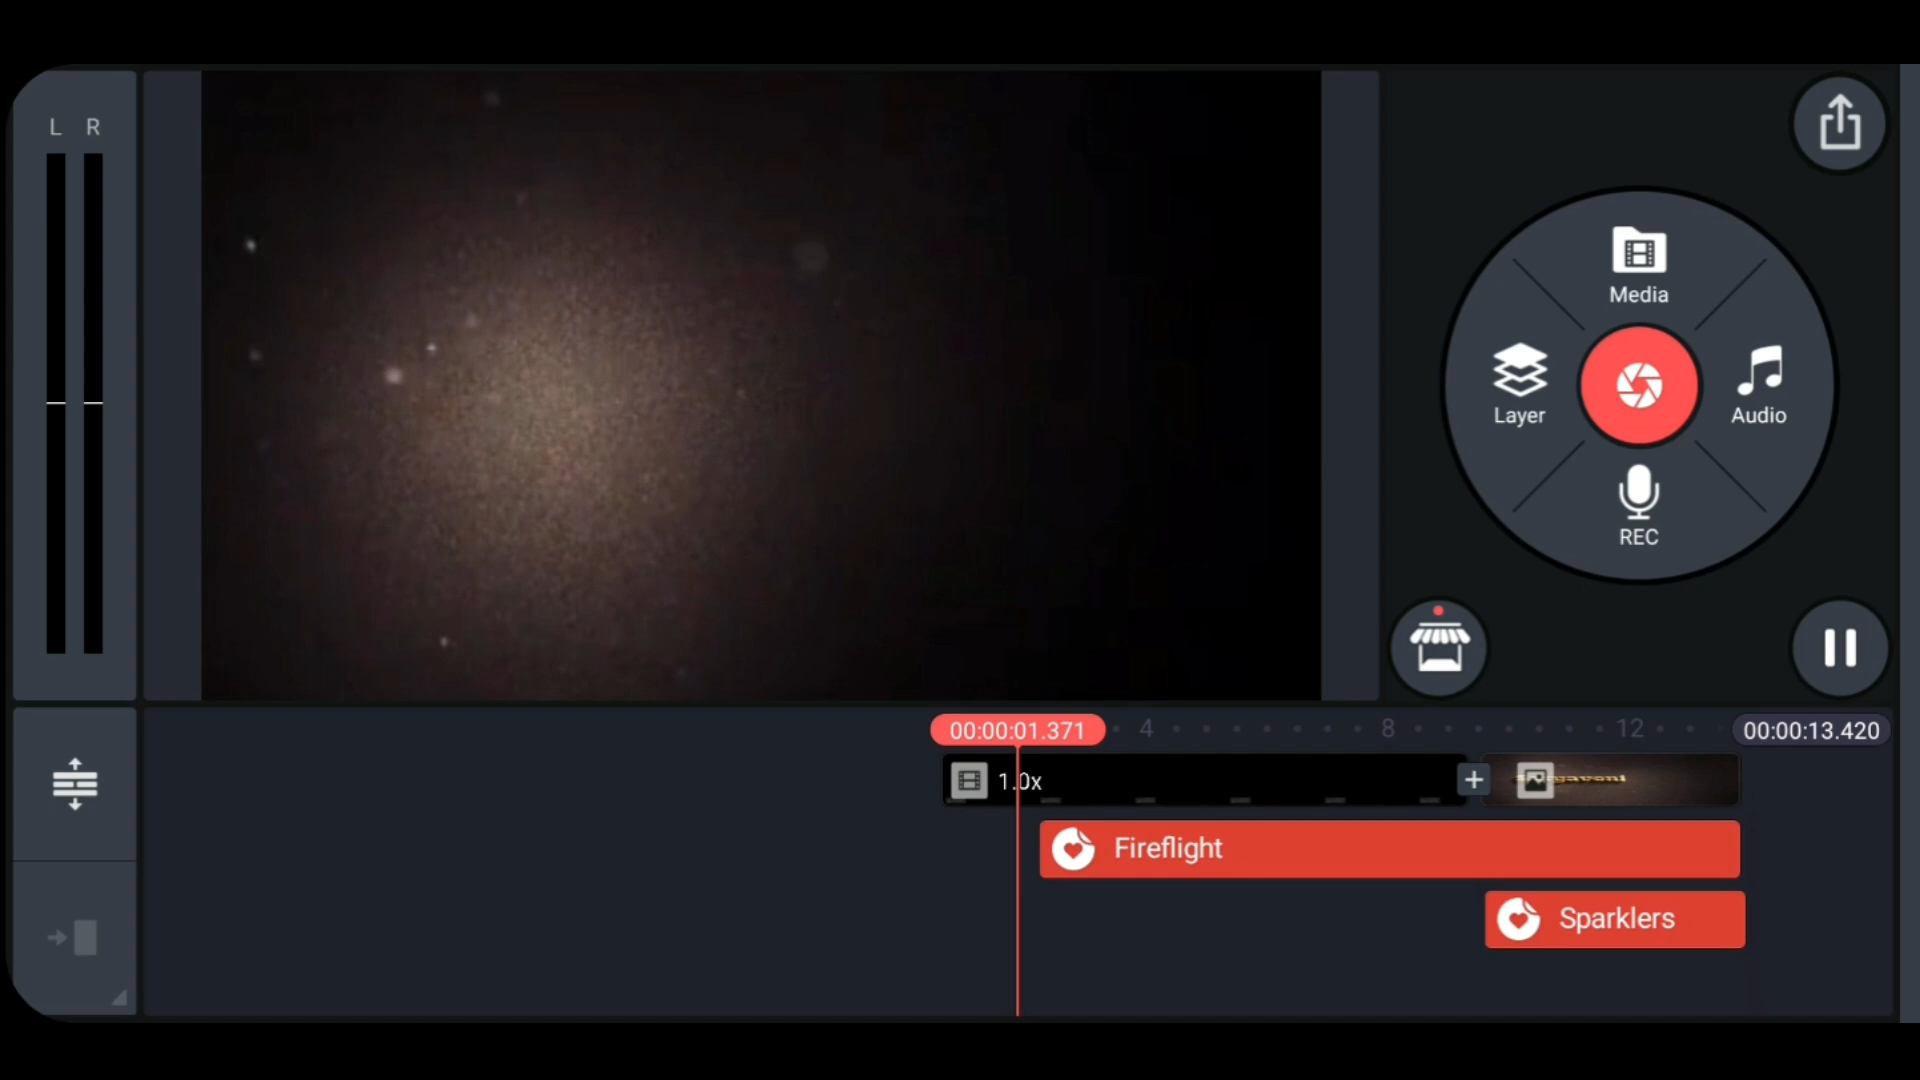 L R
Media
Layer
Audio
REC
00:00:01.371
4
8
12
00:00:13.420
1.0x
Fireflight
Sparklers